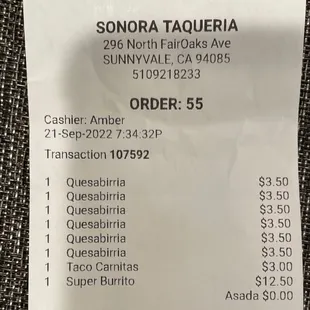 SONORA TAQUERIA
296 North FairOaks Ave
SUNNYVALE, CA 94085
5109218233
ORDER: 55
Cashier: Amber
21-Sep-2022 7:34:32P
Transaction 107592
1 Quesabirria $3.50
1 Quesabirria $3.50
1 Quesabirria $3.50
1 Quesabirria $3.50
1 Quesabirria $3.50
1 Quesabirria $3.50
1 Taco Carnitas $3.00
1 Super Burrito $12.50
Asada $0.00